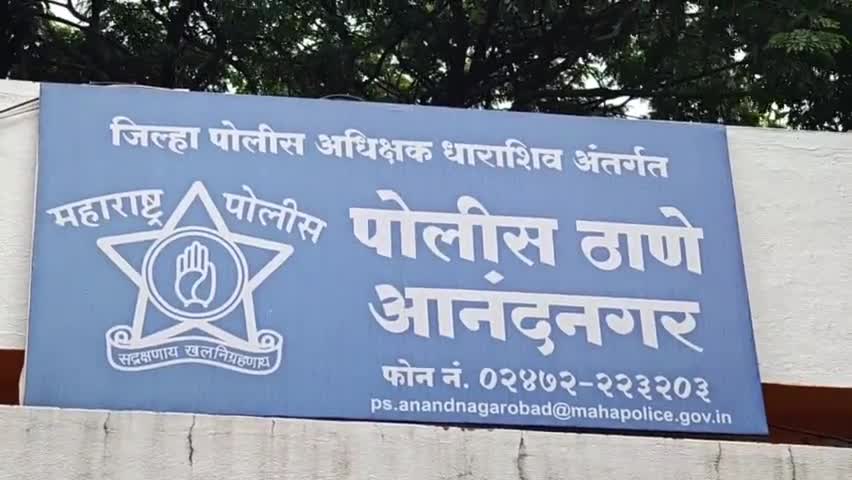 जिल्हा पोलीस अधिक्षक धाराशिव अंतर्गत
महाराष्ट्र पोलीस
सद्रक्षणाय खलनिग्रहणाय
पोलीस ठाणे
आनंदनगर
फोन नं. ०२४७२-२२३२०३
ps.anandnagarobad@mahapolice.gov.in